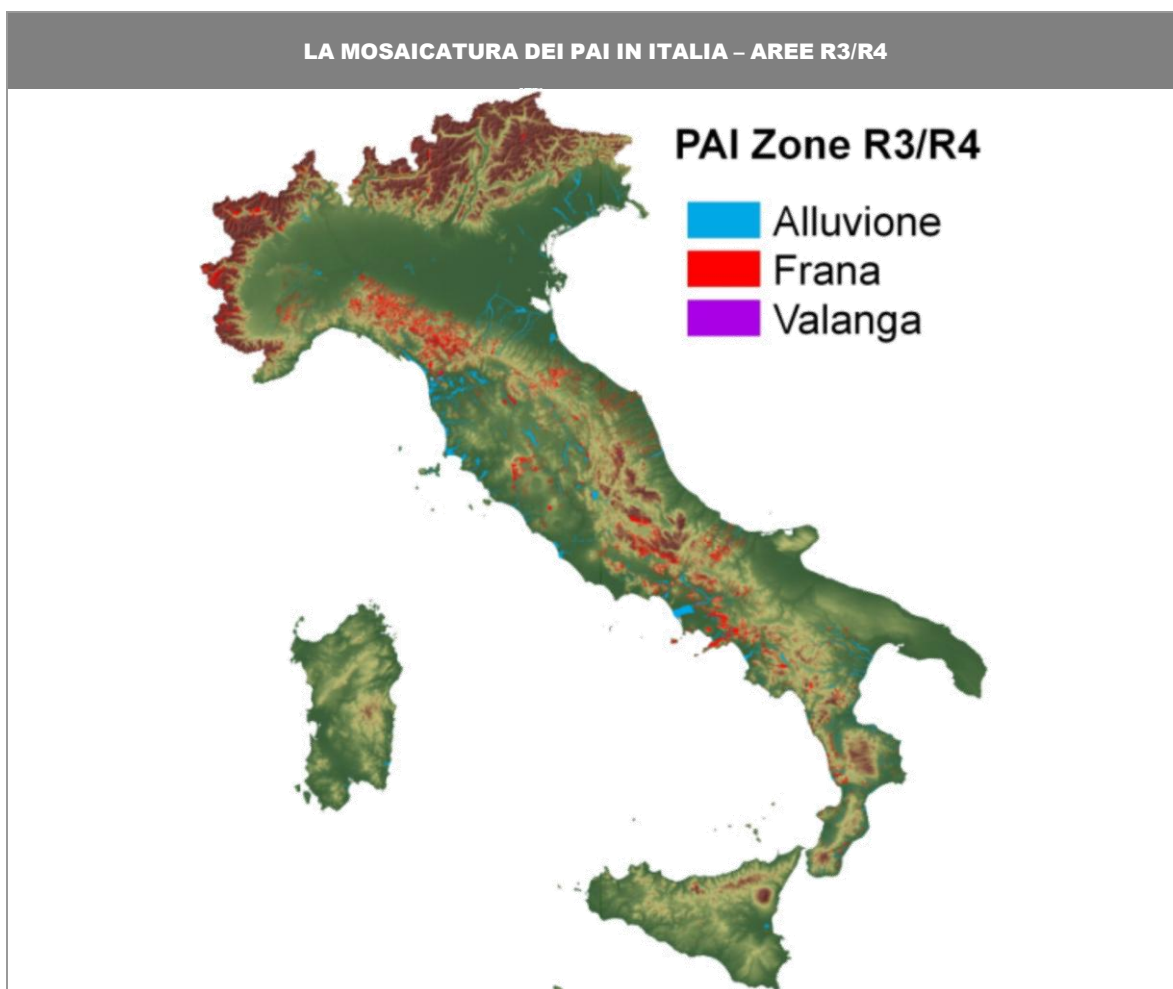 LA MOSAICATURA DEI PAI IN ITALIA – AREE R3/R4
PAI Zone R3/R4
Alluvione
Frana
Valanga